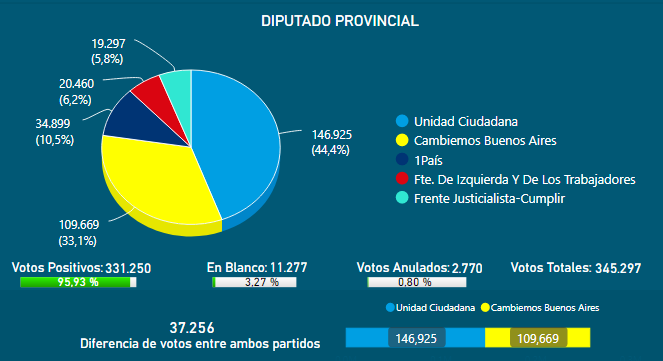 DIPUTADO PROVINCIAL
19.297
(5,8%)
20.460
(6,2%)
34.899
(10,5%)
146.925
(44,4%)
109.669
(33,1%)
Unidad Ciudadana
Cambiemos Buenos Aires
1País
Fte. De Izquierda Y De Los Trabajadores
Frente Justicialista-Cumplir
Votos Positivos: 331.250 En Blanco: 11.277 Votos Anulados: 2.770 Votos Totales: 345.297
95,93 % 3,27 % 0,80 %
Unidad Ciudadana Cambiemos Buenos Aires
37.256
Diferencia de votos entre ambos partidos
146,925 109,669